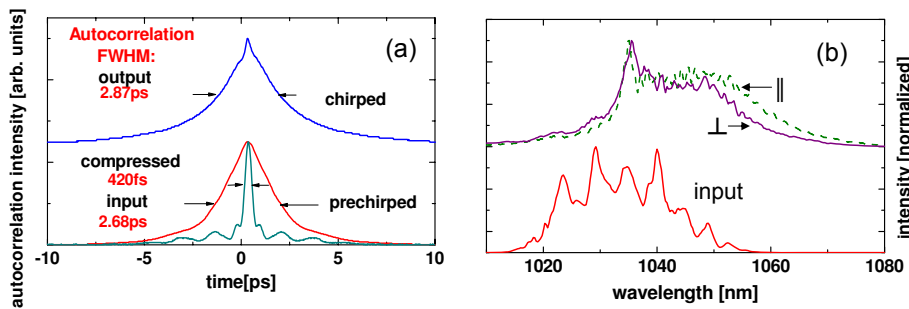 autocorrelation intensity [arb. units]
Autocorrelation
FWHM:
output
2.87ps
(a)
chirped
compressed
420fs
input
2.68ps
prechirped
-10
-5
0
5
10
time[ps]
(b)
||
⊥
input
1020
1040
1060
1080
wavelength [nm]
intensity [normalized]